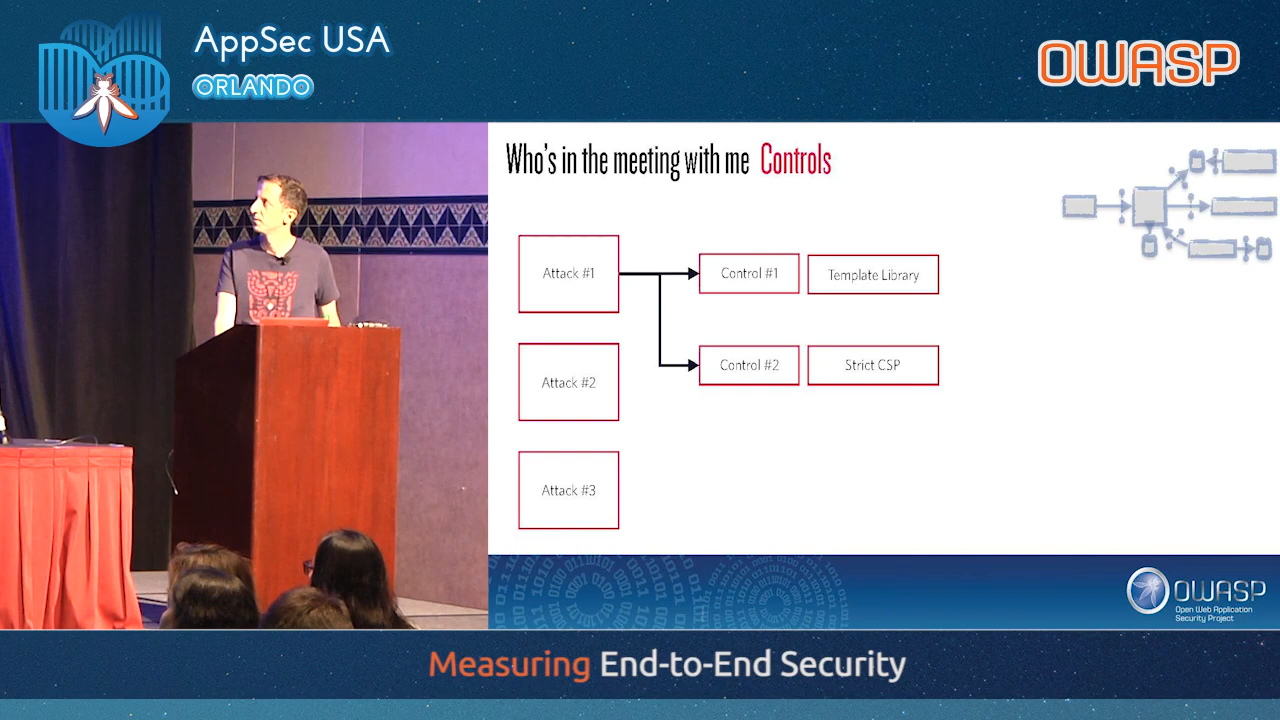 AppSec USA
ORLANDO
OWASP
Who's in the meeting with me Controls
Attack #1
Control #1
Template Library
Control #2
Strict CSP
Attack #2
Attack #3
OWASP
Open Web Application
Security Project
Measuring End-to-End Security